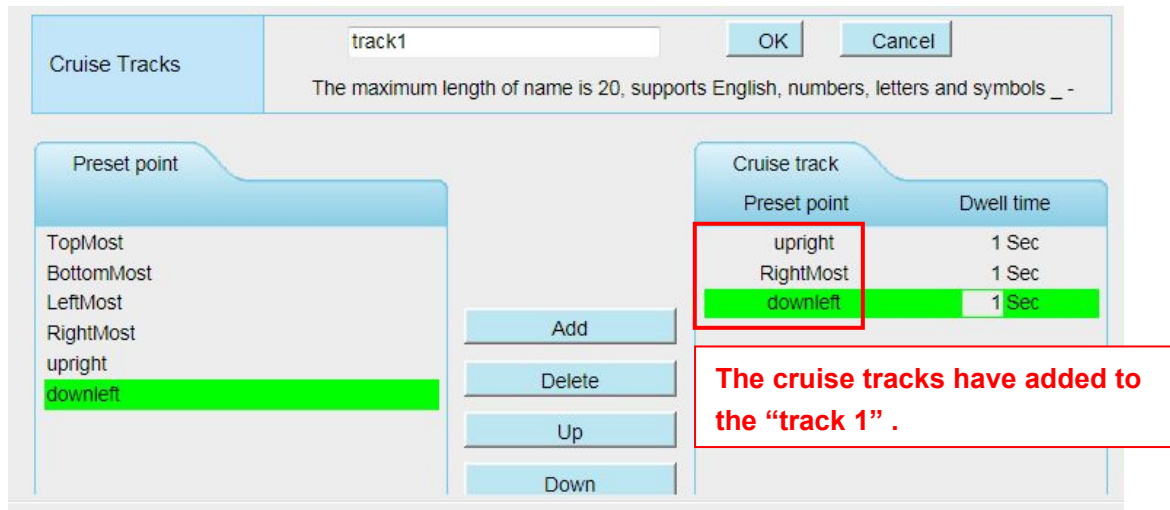 Cruise Tracks
track1
OK
Cancel
The maximum length of name is 20, supports English, numbers, letters and symbols _ -
Preset point
TopMost
BottomMost
LeftMost
RightMost
upright
downleft
Add
Delete
Up
Down
Cruise track
Preset point Dwell time
upright 1 Sec
RightMost 1 Sec
downleft 1 Sec
The cruise tracks have added to
the “track 1” .